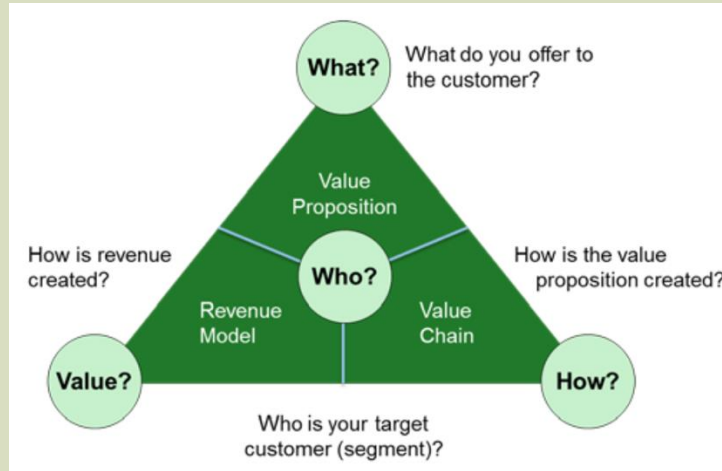 What?
What do you offer to
the customer?
Value
Proposition
How is revenue
created?
Who?
How is the value
proposition created?
Revenue
Model
Value
Chain
Value?
How?
Who is your target
customer (segment)?